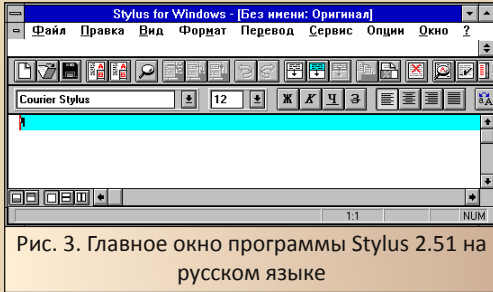 Stylus for Windows - [Без имени: Оригинал]
Файл Правка Вид Формат Перевод Сервис Опции Окно ?
Courier Stylus 12 Ж К Ч З
1:1 NUM
Рис. 3. Главное окно программы Stylus 2.51 на
русском языке